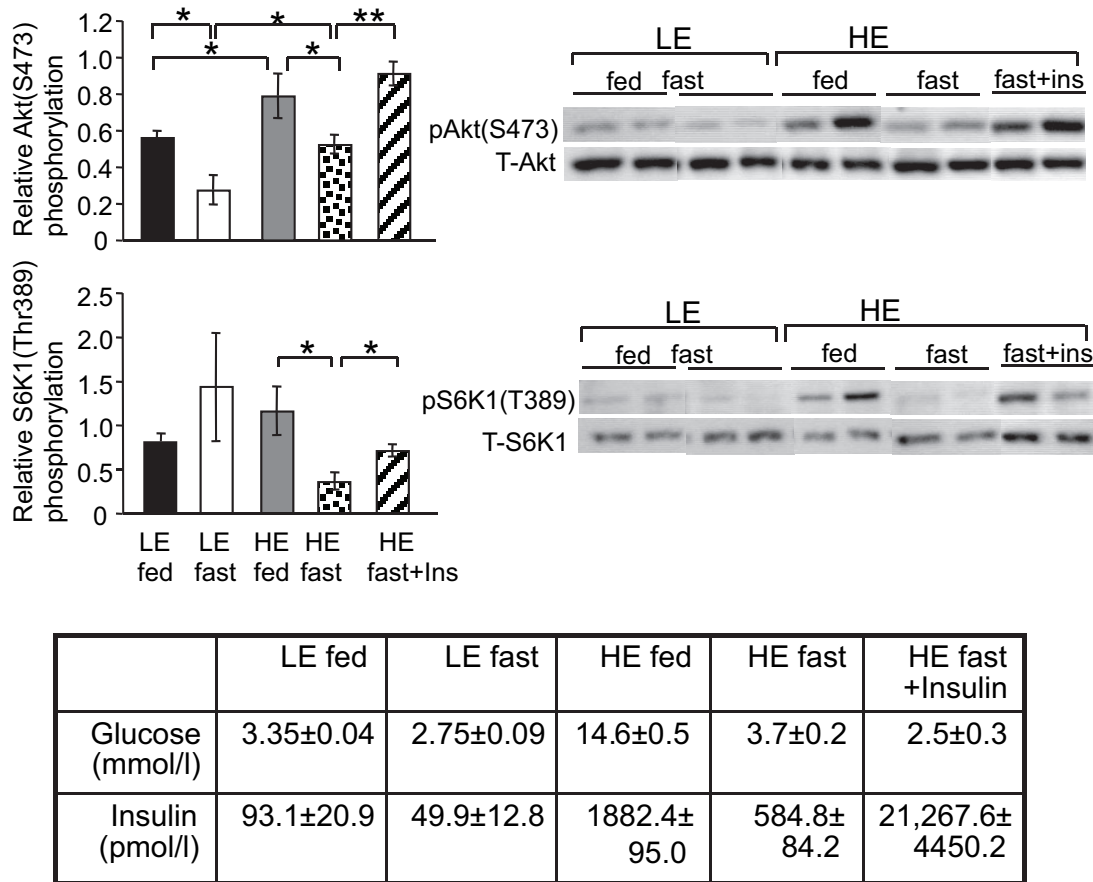 Relative Akt(S473)
phosphorylation
1.2
1.0
0.8
0.6
0.4
0.2
0
* * **
* *
LE HE
fed fast fed fast fast+ins
pAkt(S473)
T-Akt
Relative S6K1(Thr389)
phosphorylation
2.5
2.0
1.5
1.0
0.5
0
* *
LE LE HE HE HE
fed fast fed fast fast+Ins
LE HE
fed fast fed fast fast+ins
pS6K1(T389)
T-S6K1
LE fed LE fast HE fed HE fast HE fast
+Insulin
Glucose 3.35±0.04 2.75±0.09 14.6±0.5 3.7±0.2 2.5±0.3
(mmol/l)
Insulin 93.1±20.9 49.9±12.8 1882.4± 584.8± 21,267.6±
(pmol/l) 95.0 84.2 4450.2